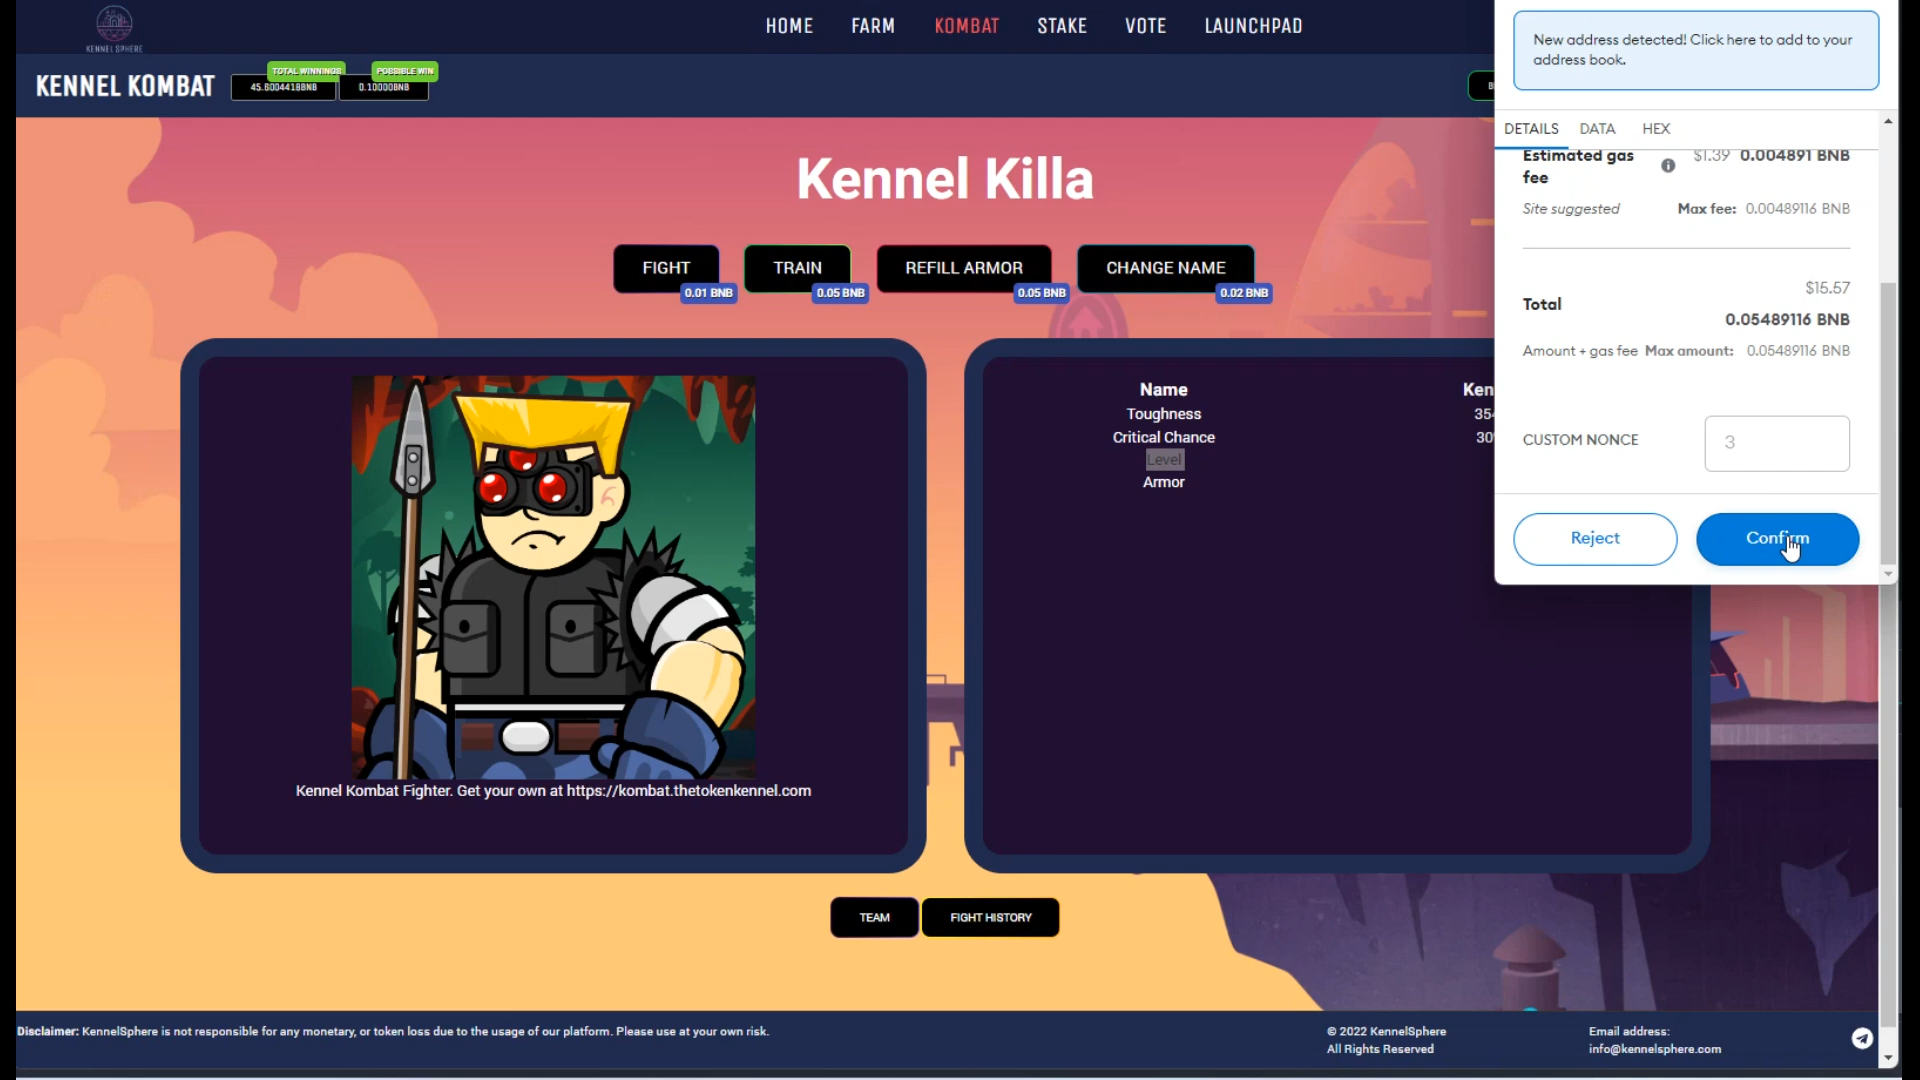 KENNEL SPHERE
HOME FARM KOMBAT STAKE VOTE LAUNCHPAD
KENNEL KOMBAT
TOTAL WINNINGS
POSSIBLE WIN
0.10000BNB
New address detected! Click here to add to your
address book.
DETAILS DATA HEX
Estimated gas
fee
$1.39 0.004891 BNB
Site suggested
Max fee: 0.00489116 BNB
$15.57
Total
0.05489116 BNB
Amount + gas fee Max amount: 0.05489116 BNB
CUSTOM NONCE
3
Reject
Confirm
Kennel Killa
FIGHT
0.01 BNB
TRAIN
0.05 BNB
REFILL ARMOR
0.05 BNB
CHANGE NAME
0.02 BNB
Name
Toughness
Critical Chance
Level
Armor
Kennel Kombat Fighter. Get your own at https://kombat.thetokenkennel.com
TEAM
FIGHT HISTORY
Disclaimer: KennelSphere is not responsible for any monetary, or token loss due to the usage of our platform. Please use at your own risk.
© 2022 KennelSphere
All Rights Reserved
Email address:
info@kennelsphere.com